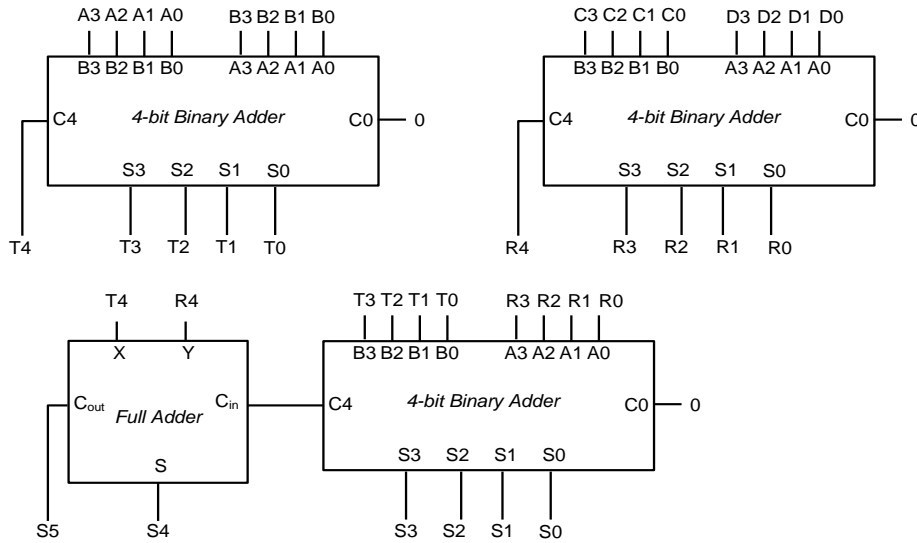 A3 A2 A1 A0 B3 B2 B1 B0 C3 C2 C1 C0 D3 D2 D1 D0
B3 B2 B1 B0 A3 A2 A1 A0 B3 B2 B1 B0 A3 A2 A1 A0
C4 4-bit Binary Adder C0 0 C4 4-bit Binary Adder C0 0
S3 S2 S1 S0 S3 S2 S1 S0
T4 T3 T2 T1 T0 R4 R3 R2 R1 R0
T4 R4 T3 T2 T1 T0 R3 R2 R1 R0
X Y B3 B2 B1 B0 A3 A2 A1 A0
Cout Full Adder Cin C4 4-bit Binary Adder C0 0
S S3 S2 S1 S0
S5 S4 S3 S2 S1 S0